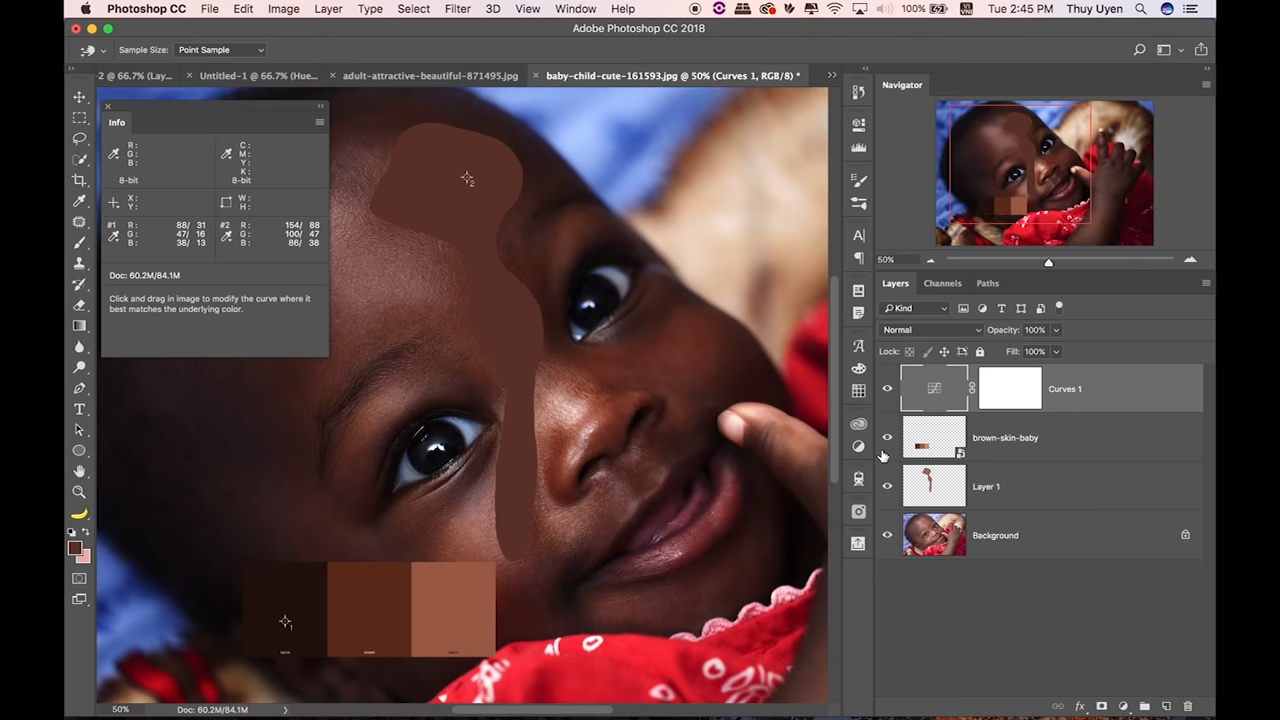 Photoshop CC File Edit Image Layer Type Select Filter 3D View Window Help 100% Tue 2:45 PM Thuy Uyen
Adobe Photoshop CC 2018
Sample Size: Point Sample
-2 @ 66.7% (Lay... Untitled-1 @ 66.7% (Hue... adult-attractive-beautiful-871495.jpg baby-child-cute-161593.jpg @ 50% (Curves 1, RGB/8) *
Info
R: C:
G: M:
B: Y:
K:
8-bit 8-bit
X: W:
Y: H:
#1 R: 88/ 31 #2 R: 154/ 88
G: 47/ 16 G: 100/ 47
B: 38/ 13 B: 86/ 38
Doc: 60.2M/84.1M
Click and drag in image to modify the curve where it
best matches the underlying color.
2
1
Navigator
50%
Layers Channels Paths
Kind
Normal Opacity: 100%
Lock: Fill: 100%
Curves 1
brown-skin-baby
Layer 1
Background
50% Doc: 60.2M/84.1M